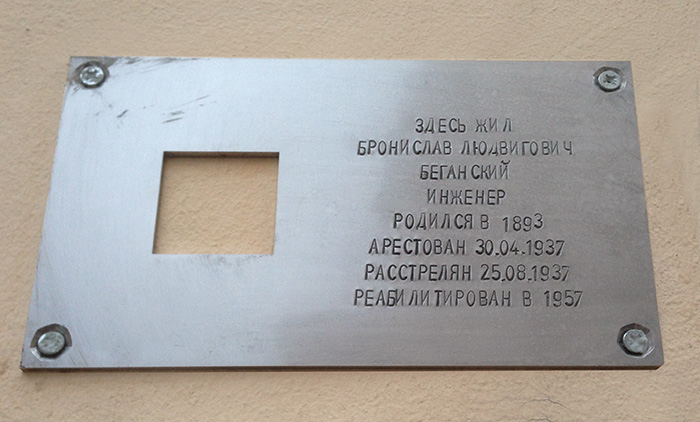 ЗДЕСЬ ЖИЛ
БРОНИСЛАВ ЛЮДВИГОВИЧ
БЕГАНСКИЙ
ИНЖЕНЕР
РОДИЛСЯ В 1893
АРЕСТОВАН 30.04.1937
РАССТРЕЛЯН 25.08.1937
РЕАБИЛИТИРОВАН В 1957